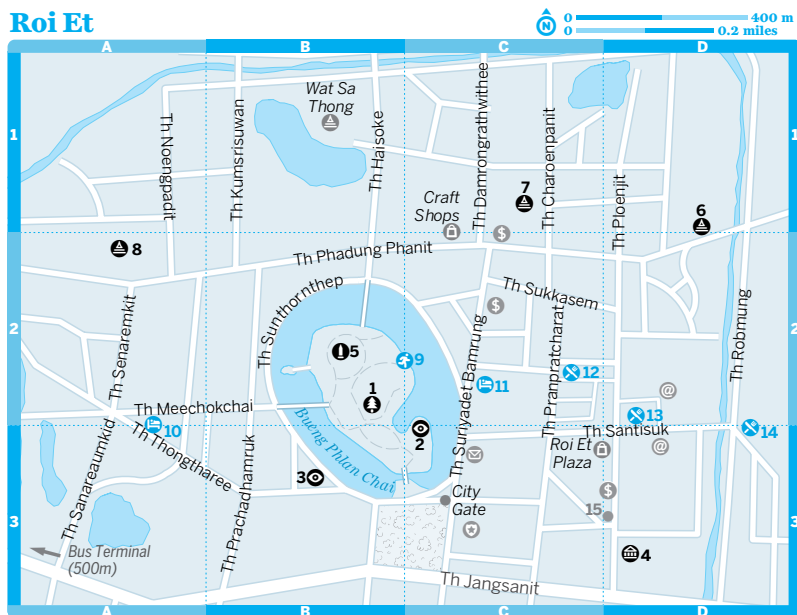 Roi Et
N
0 400 m
0 0.2 miles
A B C D
1 1
Wat Sa
Thong
Th Noengpadit
Th Kumsrisuwan
Th Haisoke
Th Damrongrathwithee
Th Charoenpanit
Th Ploenjit
7
Craft
Shops
6
$
8
Th Phadung Phanit
Th Sunthornthep
Th Sukkasem
$
2 2
Th Senaremkit
Th Suriyadet Bamrung
Th Pranpratcharat
Th Robmung
5
9
1
11
12
@
Th Meechokchai
10
13
2
Th Santisuk
14
Bueng Phlan Chai
Th Thongtharee
Th Sanareaumkid
Th Prachadhamruk
Roi Et
Plaza
@
3
$
City
Gate
15
3 3
Bus Terminal
(500m)
4
Th Jangsanit
A B C D